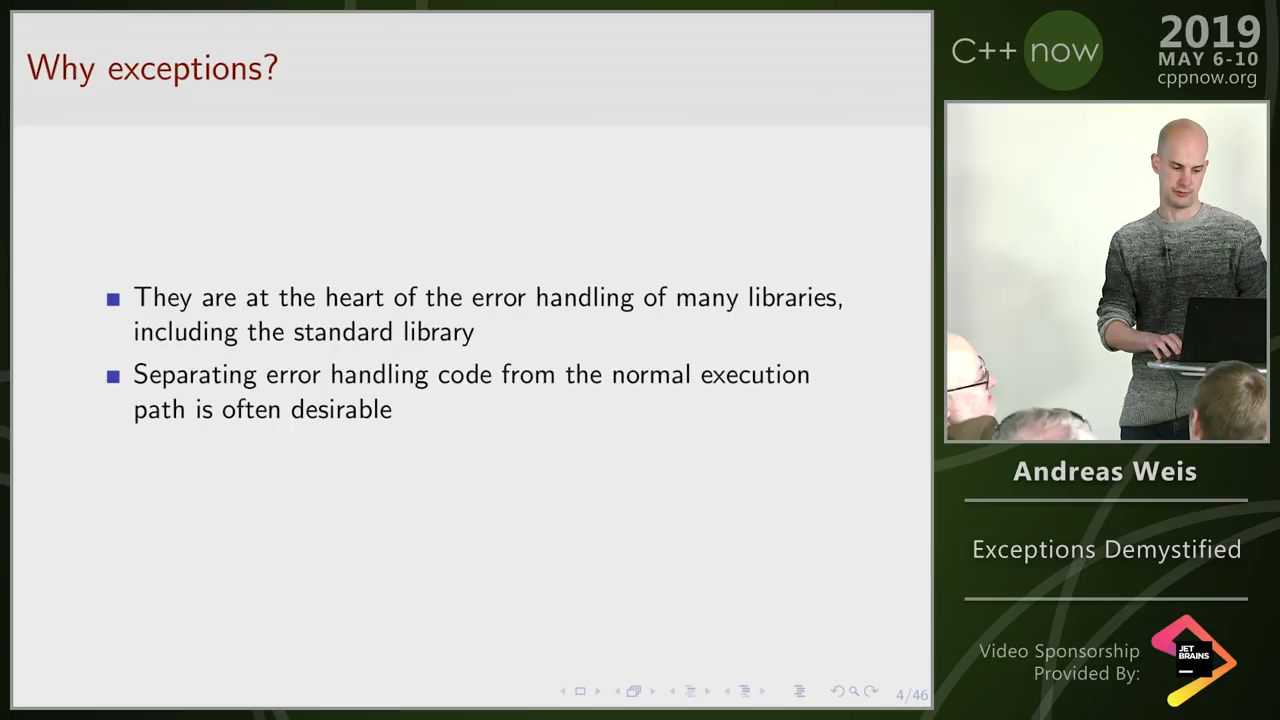 Why exceptions?
They are at the heart of the error handling of many libraries,
including the standard library
Separating error handling code from the normal execution
path is often desirable
4/46
C++ now
2019
MAY 6-10
cppnow.org
Andreas Weis
Exceptions Demystified
Video Sponsorship
Provided By:
JET
BRAINS